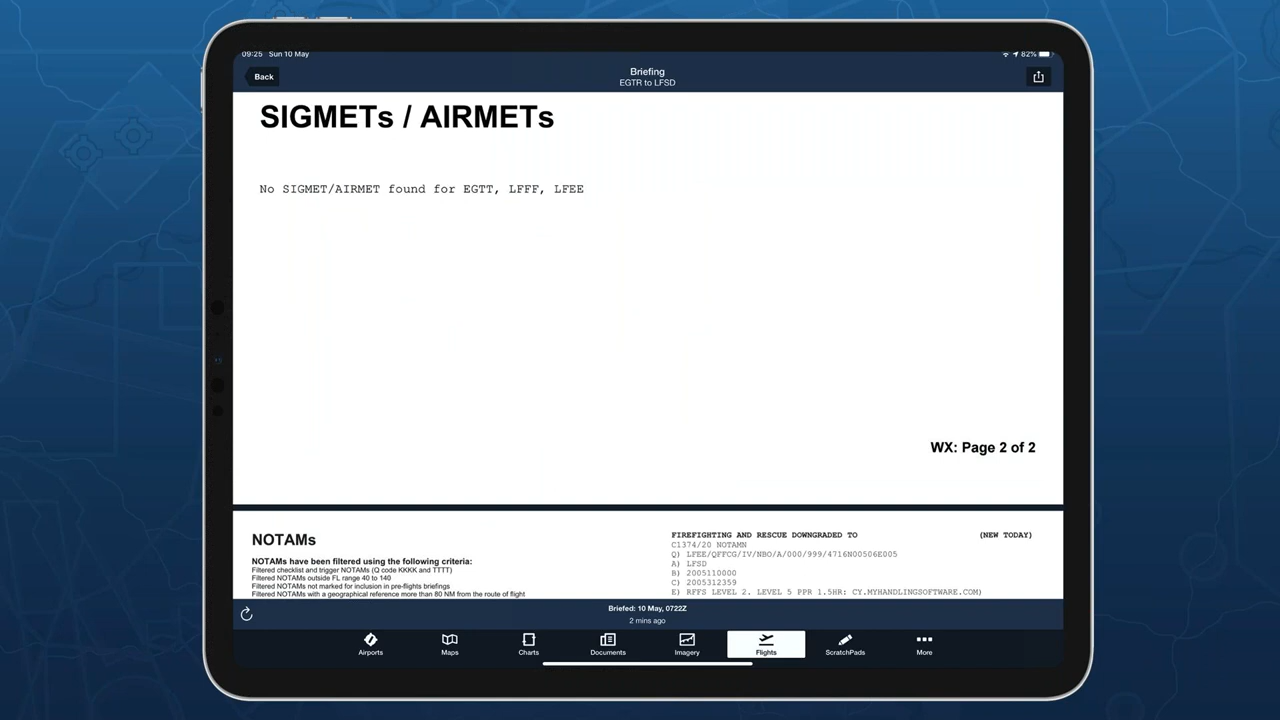 09:25 Sun 10 May
82%
Back
Briefing
EGTR to LFSD
SIGMETs / AIRMETs
No SIGMET/AIRMET found for EGTT, LFFF, LFEE
WX: Page 2 of 2
NOTAMs
NOTAMs have been filtered using the following criteria:
Filtered checklist and trigger NOTAMs (Q code KKKK and TTTT)
Filtered NOTAMs outside FL range 40 to 140
Filtered NOTAMs not marked for inclusion in pre-flights briefings
Filtered NOTAMs with a geographical reference more than 80 NM from the route of flight
FIREFIGHTING AND RESCUE DOWNGRADED TO (NEW TODAY)
C1374/20 NOTAMN
Q) LFEE/QFFCG/IV/NBO/A/000/999/4716N00506E005
A) LFSD
B) 2005110000
C) 2005312359
E) RFFS LEVEL 2. LEVEL 5 PPR 1.5HR: CY.MYHANDLINGSOFTWARE.COM)
Briefed: 10 May, 0722Z
2 mins ago
Airports
Maps
Charts
Documents
Imagery
Flights
ScratchPads
More